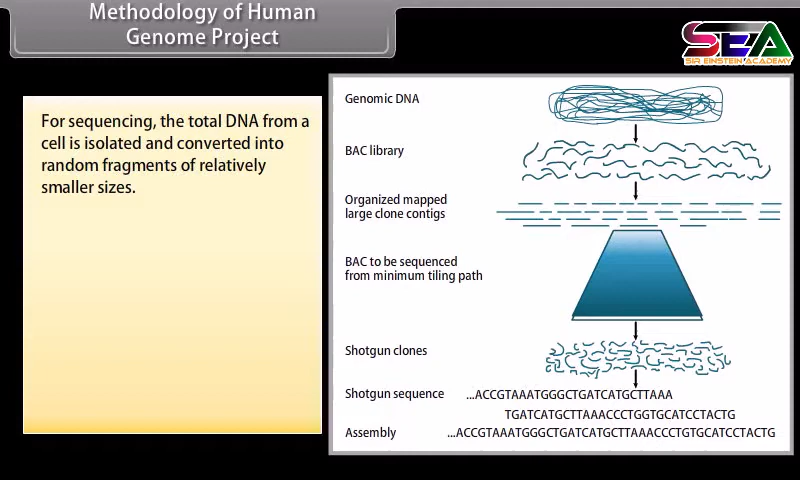 Methodology of Human
Genome Project
SEA
SIR EINSTEIN ACADEMY
For sequencing, the total DNA from a
cell is isolated and converted into
random fragments of relatively
smaller sizes.
Genomic DNA
BAC library
Organized mapped
large clone contigs
BAC to be sequenced
from minimum tiling path
Shotgun clones
Shotgun sequence ...ACCGTAAATGGGCTGATCATGCTTAAA
TGATCATGCTTAAACCCTGGTGCATCCTACTG
Assembly ...ACCGTAAATGGGCTGATCATGCTTAAACCCTGTGCATCCTACTG